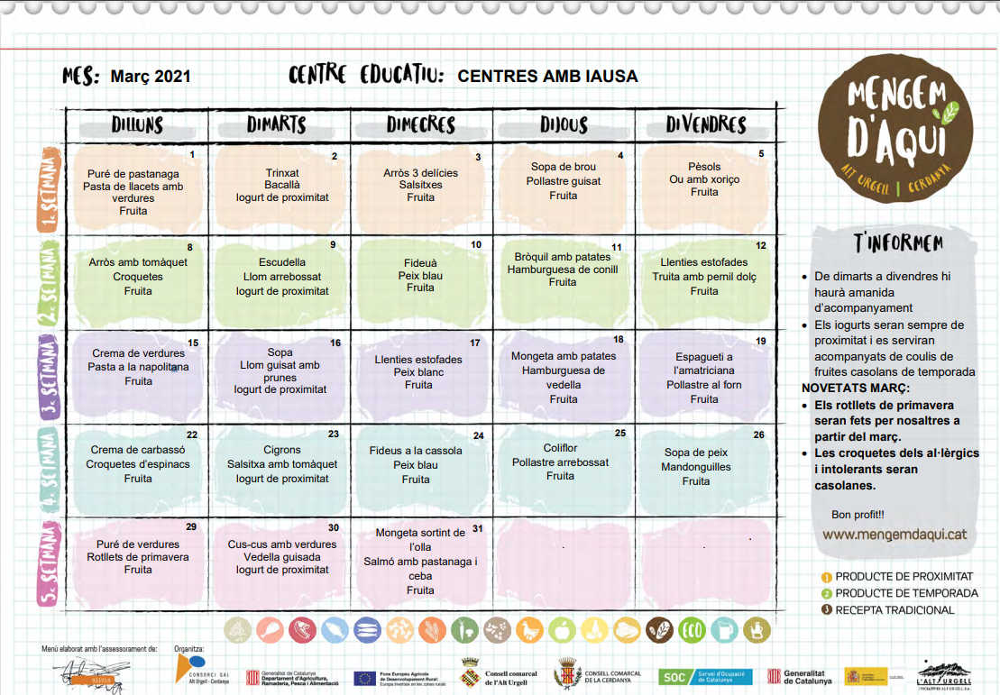 MES: Març 2021
CENTRE EDUCATIU: CENTRES AMB IAUSA
DILLUNS
DIMARTS
DIMECRES
DIJOUS
DIVENDRES
1ª SETMANA
1
Puré de pastanaga
Pasta de llacets amb
verdures
Fruita
2
Trinxat
Bacallà
Iogurt de proximitat
3
Arròs 3 delícies
Salsitxes
Fruita
4
Sopa de brou
Pollastre guisat
Fruita
5
Pèsols
Ou amb xoriço
Fruita
2ª SETMANA
8
Arròs amb tomàquet
Croquetes
Fruita
9
Escudella
Llom arrebossat
Iogurt de proximitat
10
Fideuà
Peix blau
Fruita
11
Bròquil amb patates
Hamburguesa de conill
Fruita
12
Llenties estofades
Truita amb pernil dolç
Fruita
3ª SETMANA
15
Crema de verdures
Pasta a la napolitana
Fruita
16
Sopa
Llom guisat amb
prunes
Iogurt de proximitat
17
Llenties estofades
Peix blanc
Fruita
18
Mongeta amb patates
Hamburguesa de
vedella
Fruita
19
Espagueti a
l'amatriciana
Pollastre al forn
Fruita
4ª SETMANA
22
Crema de carbassó
Croquetes d'espinacs
Fruita
23
Cigrons
Salsitxa amb tomàquet
Iogurt de proximitat
24
Fideus a la cassola
Peix blau
Fruita
25
Coliflor
Pollastre arrebossat
Fruita
26
Sopa de peix
Mandonguilles
Fruita
5ª SETMANA
29
Puré de verdures
Rotllets de primavera
Fruita
30
Cus-cus amb verdures
Vedella guisada
Iogurt de proximitat
31
Mongeta sortint de
l'olla
Salmó amb pastanaga i
ceba
Fruita
MENGEM
D'AQUÍ
ALT URGELL | CERDANYA
T'INFORMEM
• De dimarts a divendres hi
haurà amanida
d'acompanyament
• Els iogurts seran sempre de
proximitat i es serviran
acompanyats de coulis de
fruites casolans de temporada
NOVETATS MARÇ:
• Els rotllets de primavera
seran fets per nosaltres a
partir del març.
• Les croquetes dels al·lèrgics
i intolerants seran
casolanes.
Bon profit!!
www.mengemdaqui.cat
1 PRODUCTE DE PROXIMITAT
2 PRODUCTE DE TEMPORADA
3 RECEPTA TRADICIONAL
ECO
Menú elaborat amb l'assessorament de:
alícia
Organitza:
CONSORCI GAL
Alt Urgell - Cerdanya
Generalitat de Catalunya
Departament d'Agricultura,
Ramaderia, Pesca i Alimentació
Fons Europeu Agrícola
de Desenvolupament Rural:
Europa inverteix en les zones rurals
Consell comarcal
de l'Alt Urgell
CONSELL COMARCAL
DE LA CERDANYA
SOC
Servei d'Ocupació
de Catalunya
Generalitat
de Catalunya
L'ALT URGELL